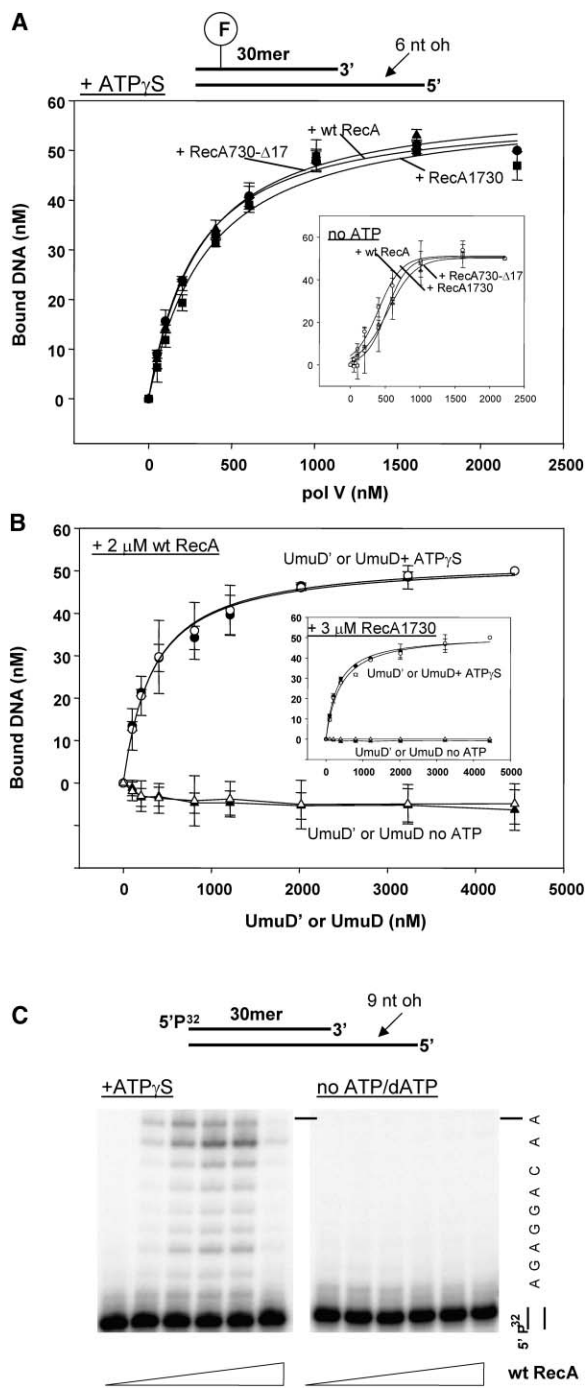 A
F
30mer
3'
6 nt oh
5'
+ ATPγS
60
50
40
30
20
10
0
Bound DNA (nM)
+ RecA730-Δ17
+ wt RecA
+ RecA1730
no ATP
60
40
20
0
+ wt RecA
+ RecA730-Δ17
+ RecA1730
0 500 1000 1500 2000 2500
0 500 1000 1500 2000 2500
pol V (nM)
B
+ 2 μM wt RecA
60
50
40
30
20
10
0
Bound DNA (nM)
UmuD' or UmuD+ ATPγS
+ 3 μM RecA1730
50
40
30
20
10
0
UmuD' or UmuD+ ATPγS
UmuD' or UmuD no ATP
0 1000 2000 3000 4000 5000
UmuD' or UmuD no ATP
0 1000 2000 3000 4000 5000
UmuD' or UmuD (nM)
C
5'P32
30mer
3'
9 nt oh
5'
+ATPγS
no ATP/dATP
A G A G G A C A A
5' P32
wt RecA